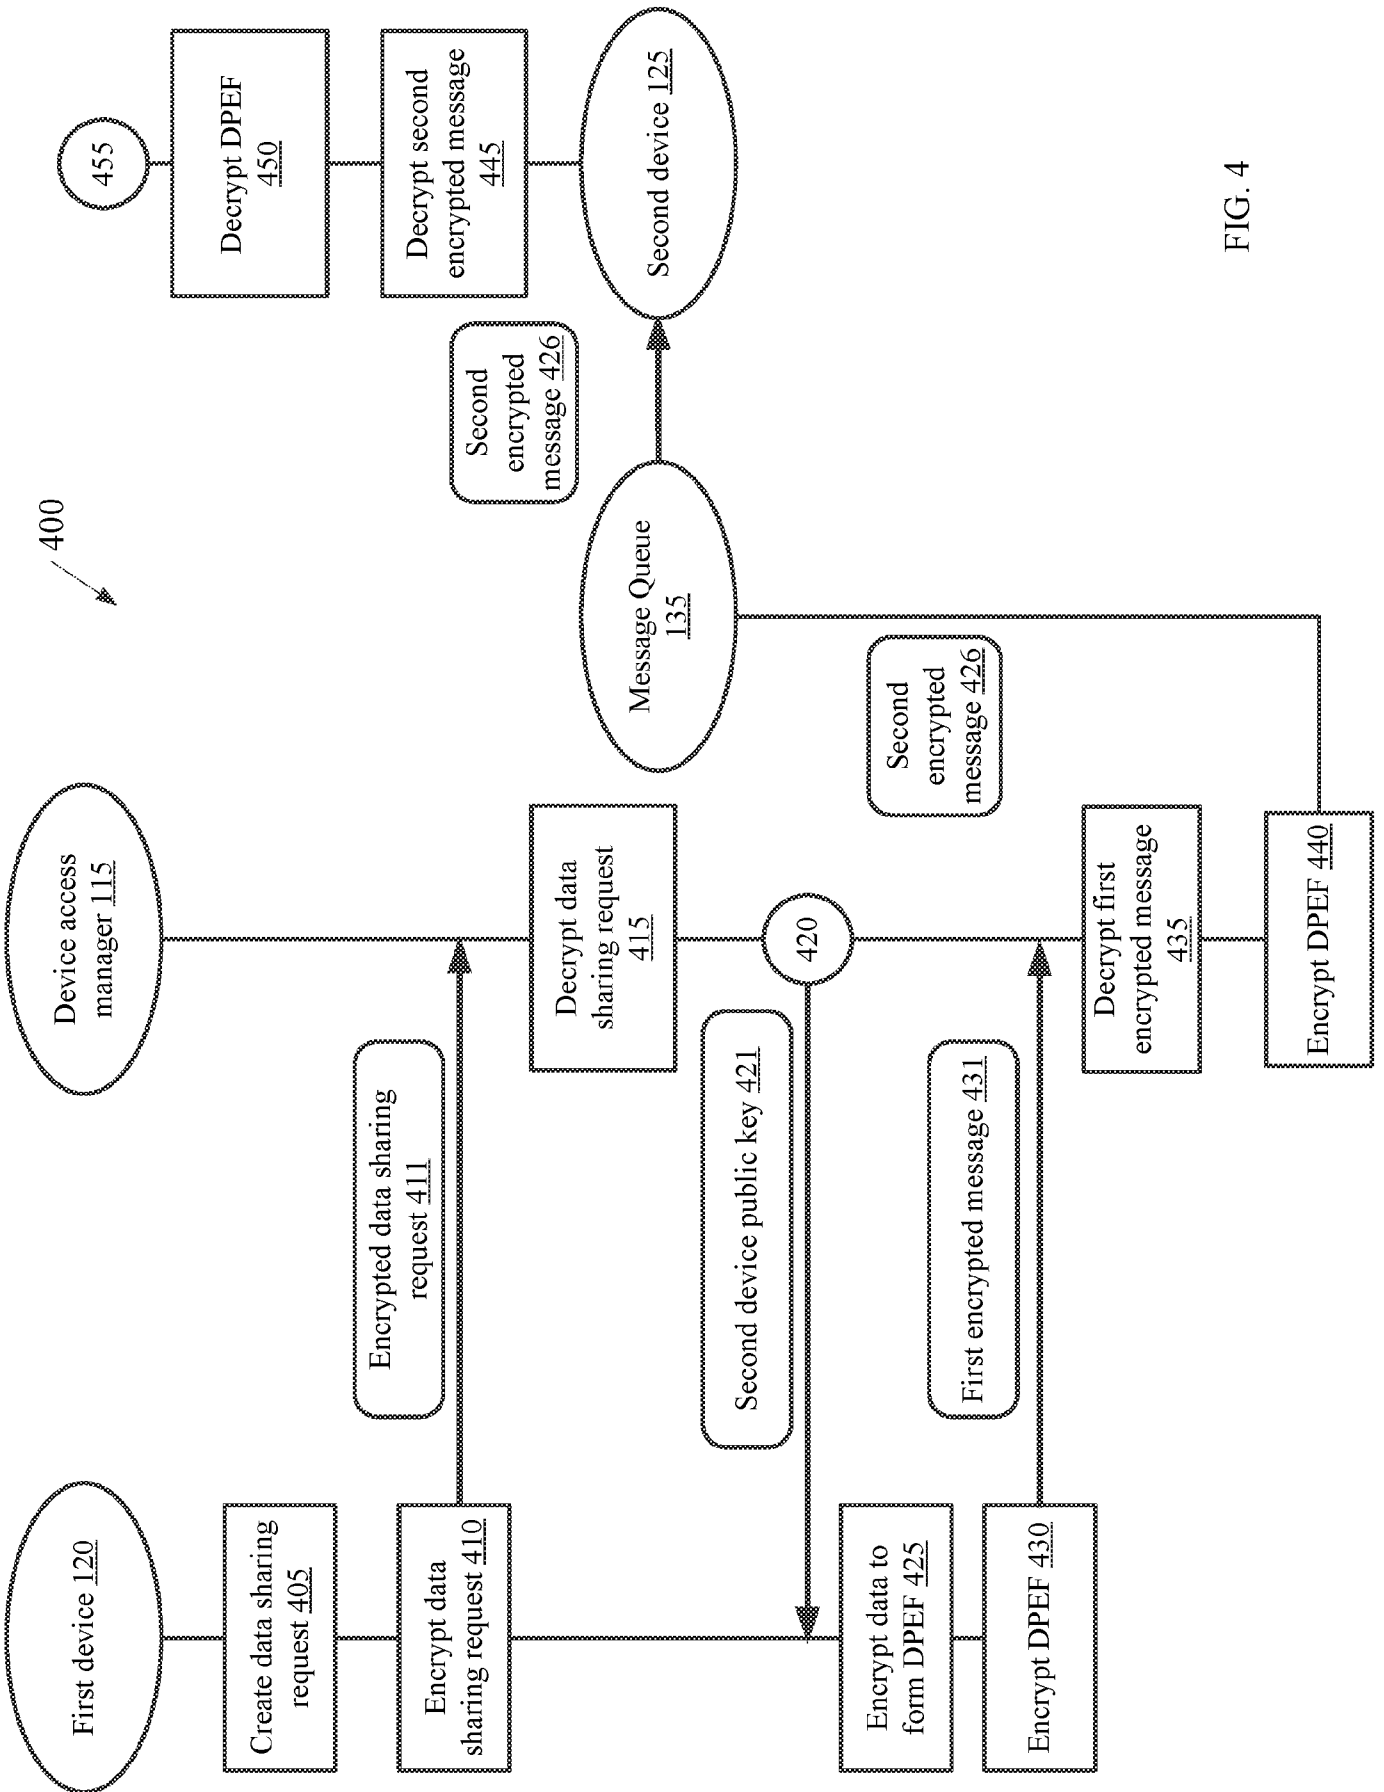 400
First device 120
Create data sharing
request 405
Encrypt data
sharing request 410
Encrypted data sharing
request 411
Device access
manager 115
Decrypt data
sharing request
415
420
Second device public key 421
Encrypt data to
form DPEF 425
Encrypt DPEF 430
First encrypted message 431
Decrypt first
encrypted message
435
Encrypt DPEF 440
Second
encrypted
message 426
Message Queue
135
Second
encrypted
message 426
Second device 125
Decrypt second
encrypted message
445
Decrypt DPEF
450
455
FIG. 4